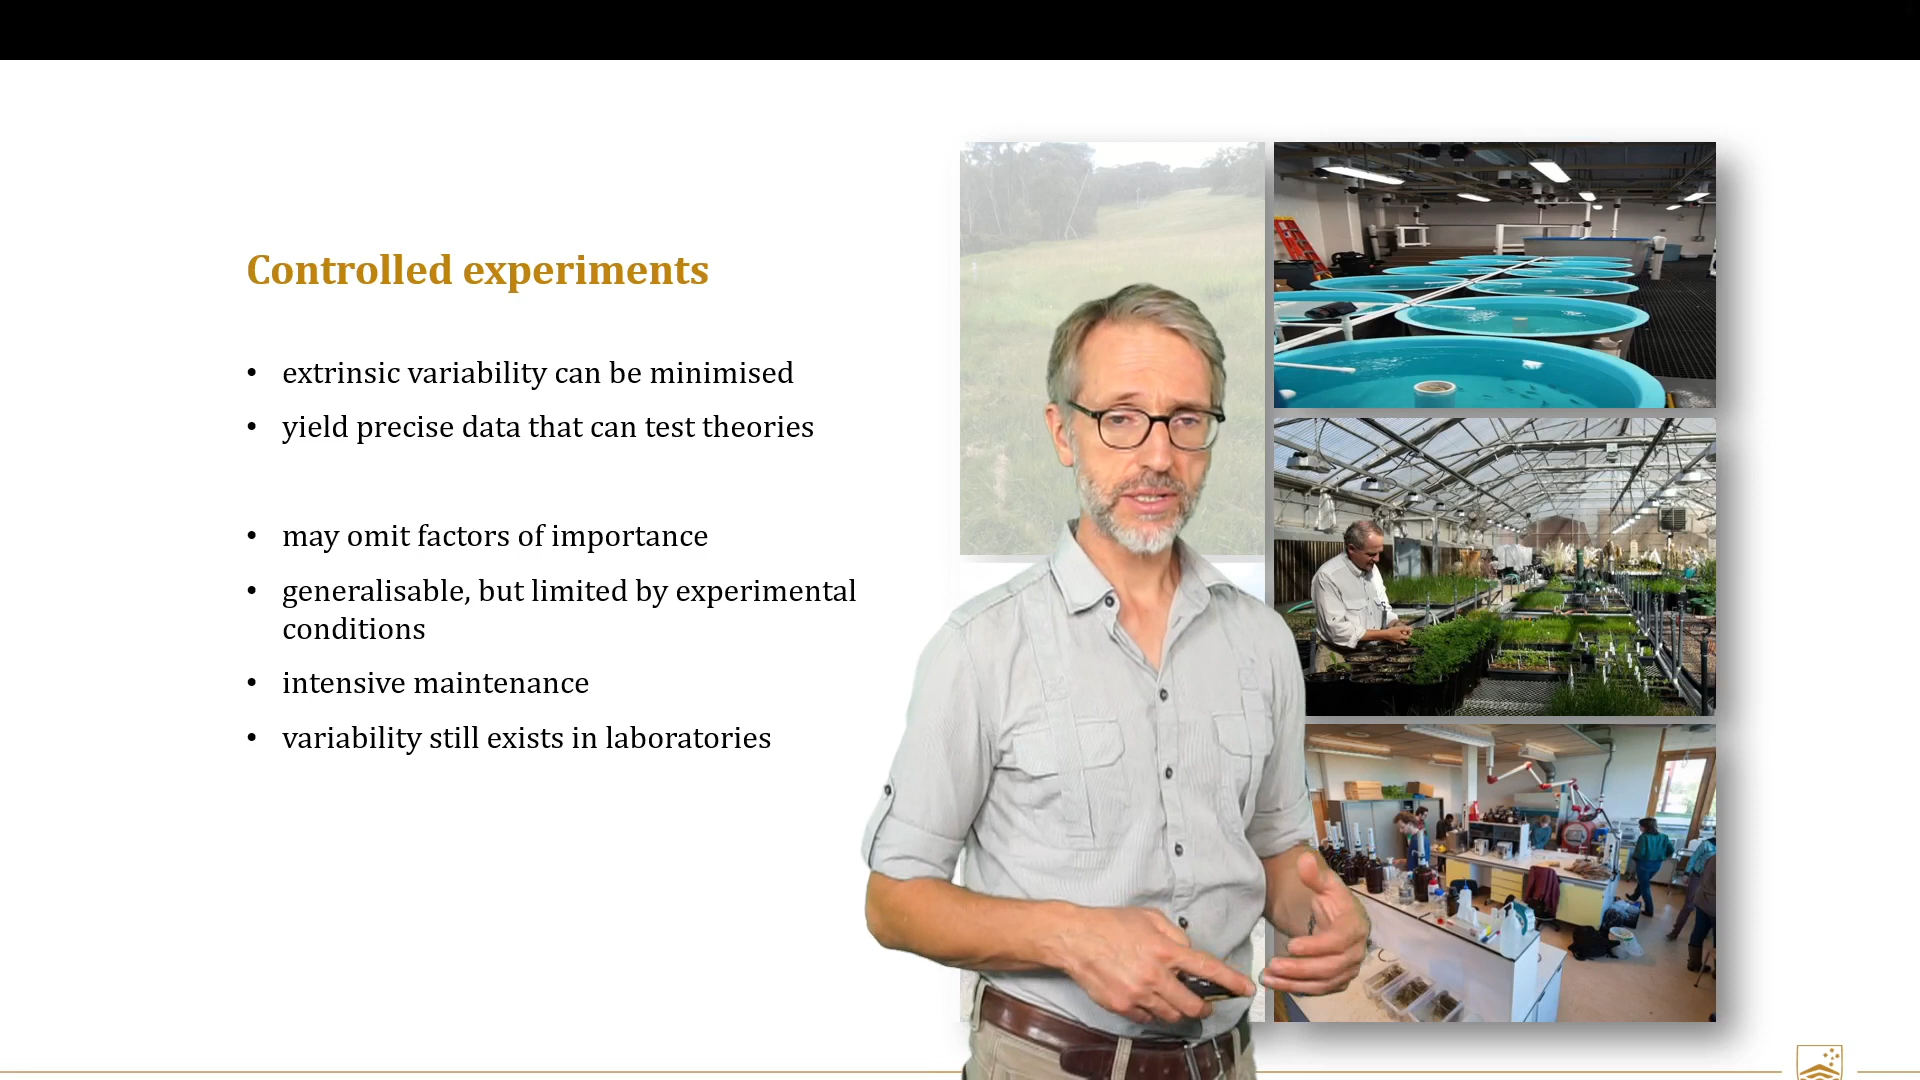 Controlled experiments
• extrinsic variability can be minimised
• yield precise data that can test theories
• may omit factors of importance
• generalisable, but limited by experimental
conditions
• intensive maintenance
• variability still exists in laboratories